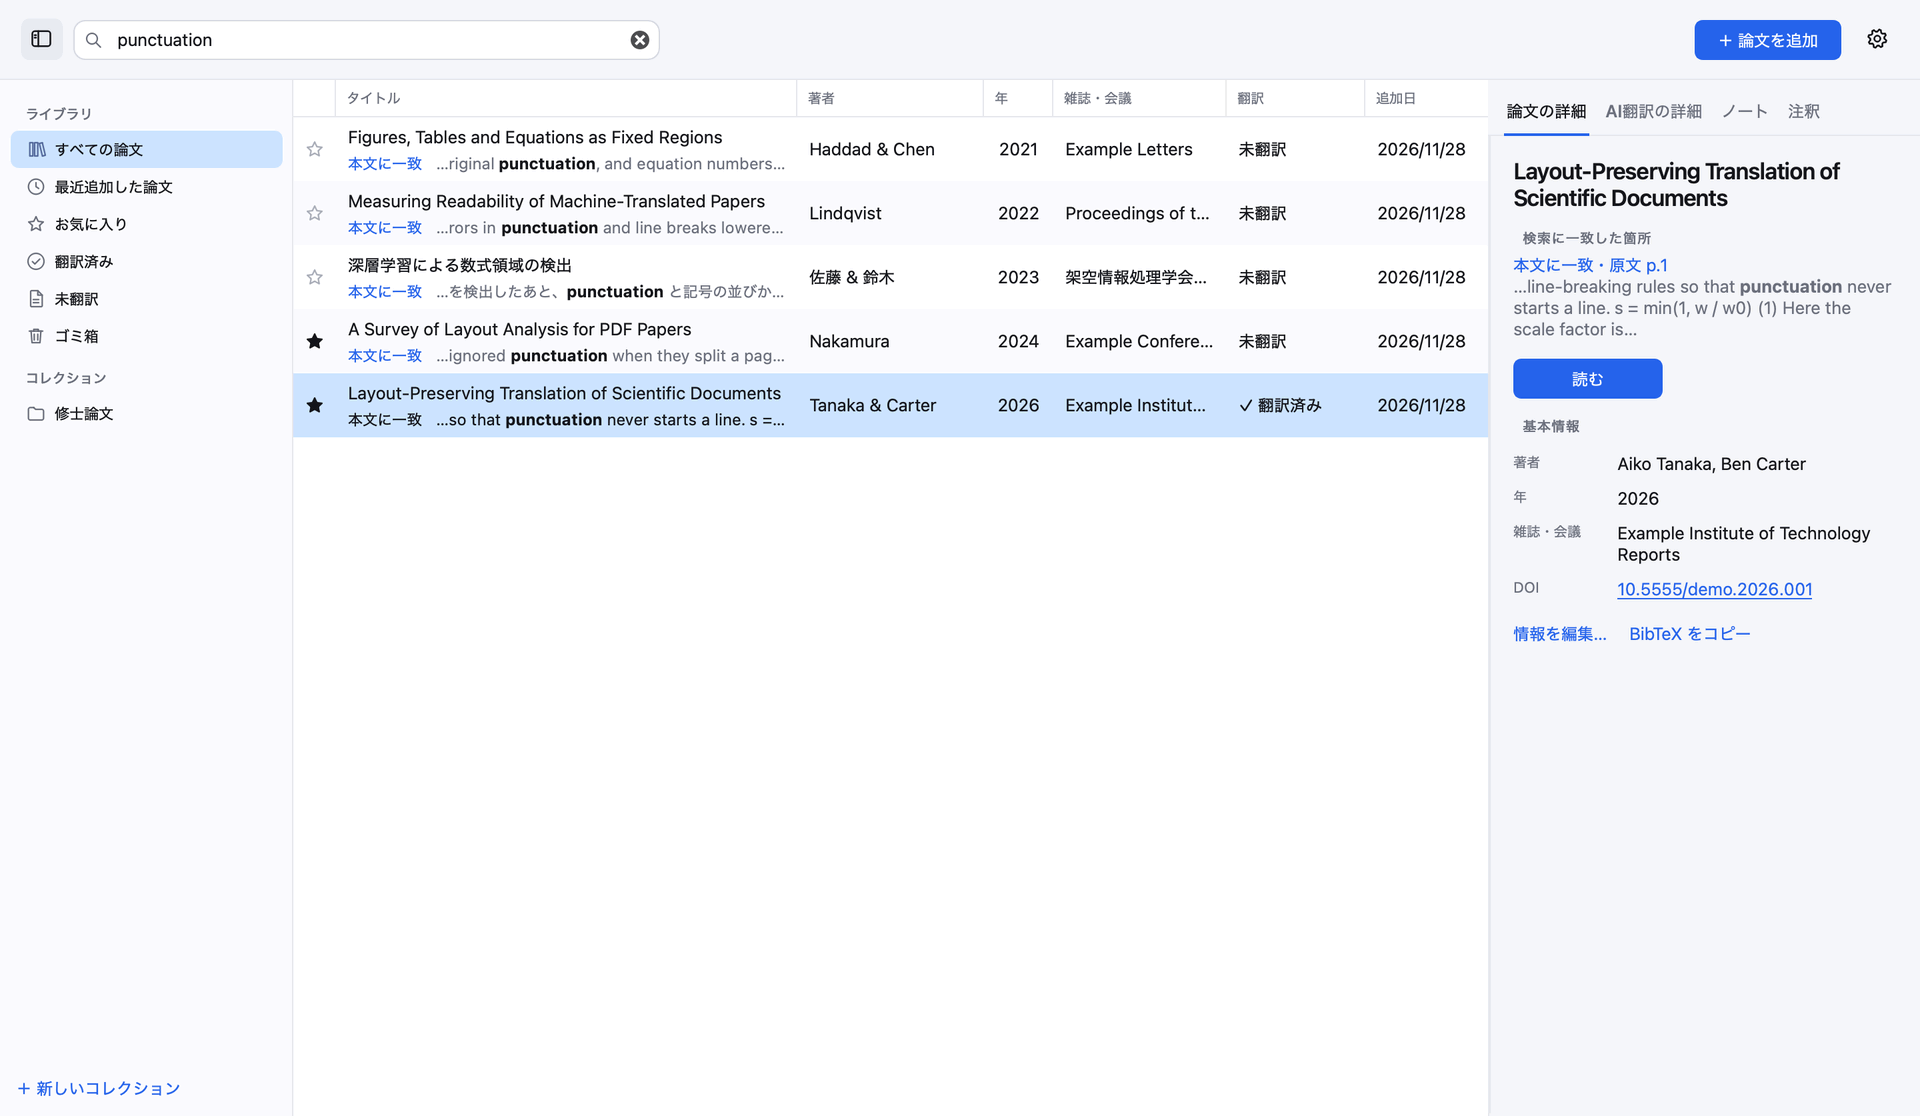 punctuation
+ 論文を追加
ライブラリ
すべての論文
最近追加した論文
お気に入り
翻訳済み
未翻訳
ゴミ箱
コレクション
修士論文
+ 新しいコレクション
タイトル 著者 年 雑誌・会議 翻訳 追加日
Figures, Tables and Equations as Fixed Regions
本文に一致 ...riginal punctuation, and equation numbers...
Haddad & Chen 2021 Example Letters 未翻訳 2026/11/28
Measuring Readability of Machine-Translated Papers
本文に一致 ...rors in punctuation and line breaks lowere...
Lindqvist 2022 Proceedings of t... 未翻訳 2026/11/28
深層学習による数式領域の検出
本文に一致 ...を検出したあと、punctuation と記号の並びか...
佐藤 & 鈴木 2023 架空情報処理学会... 未翻訳 2026/11/28
A Survey of Layout Analysis for PDF Papers
本文に一致 ...ignored punctuation when they split a pag...
Nakamura 2024 Example Confere... 未翻訳 2026/11/28
Layout-Preserving Translation of Scientific Documents
本文に一致 ...so that punctuation never starts a line. s =...
Tanaka & Carter 2026 Example Institut... ✓ 翻訳済み 2026/11/28
論文の詳細 AI翻訳の詳細 ノート 注釈
Layout-Preserving Translation of
Scientific Documents
検索に一致した箇所
本文に一致・原文 p.1
...line-breaking rules so that punctuation never
starts a line. s = min(1, w / w0) (1) Here the
scale factor is...
読む
基本情報
著者 Aiko Tanaka, Ben Carter
年 2026
雑誌・会議 Example Institute of Technology
Reports
DOI 10.5555/demo.2026.001
情報を編集... BibTeX をコピー